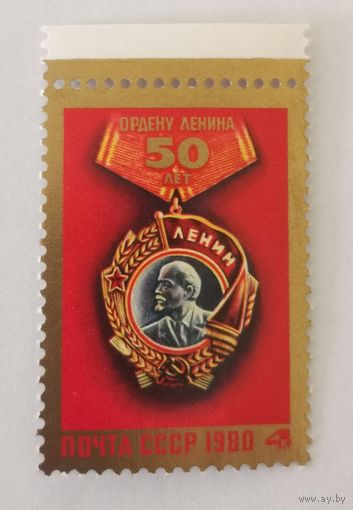 ОРДЕНУ ЛЕНИНА
50
ЛЕТ
ЛЕНИН
ПОЧТА СССР 1980 4к
www.ay.by